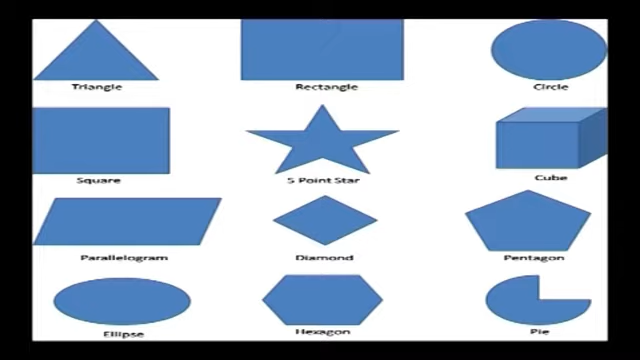 Triangle
Rectangle
Circle
Square
5 Point Star
Cube
Parallelogram
Diamond
Pentagon
Ellipse
Hexagon
Pie